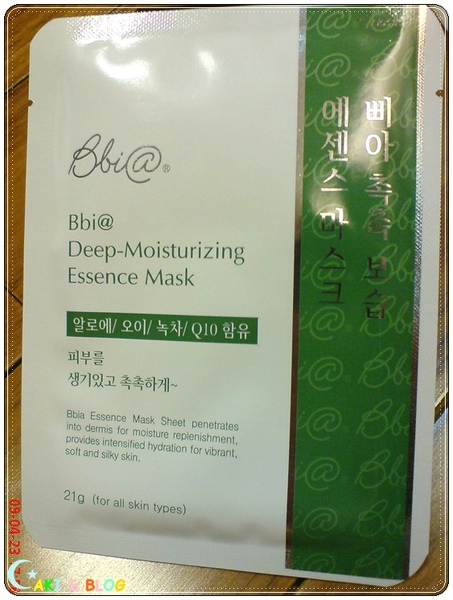 Bbi@®
Bbi@
Deep-Moisturizing
Essence Mask
알로에/ 오이/ 녹차/ Q10 함유
피부를
생기있고 촉촉하게~
Bbia Essence Mask Sheet penetrates
into dermis for moisture replenishment,
provides intensified hydration for vibrant,
soft and silky skin.
21g (for all skin types)
삐아 촉촉 보습
에센스 마스크
09·04·23